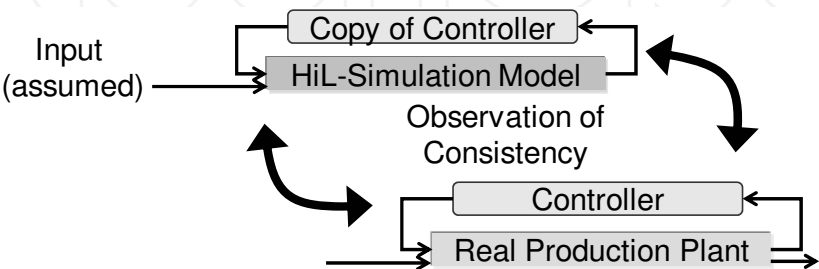 Copy of Controller
Input
(assumed)
HiL-Simulation Model
Observation of
Consistency
Controller
Real Production Plant